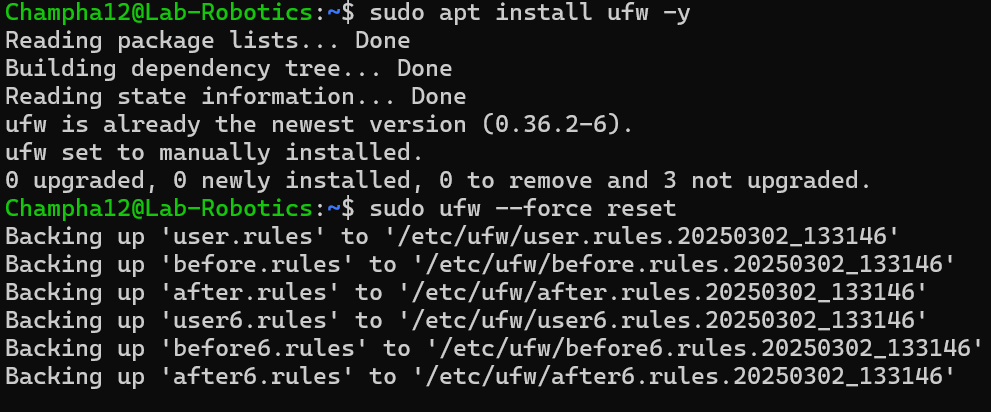 Champha12@Lab-Robotics:~$ sudo apt install ufw -y
Reading package lists... Done
Building dependency tree... Done
Reading state information... Done
ufw is already the newest version (0.36.2-6).
ufw set to manually installed.
0 upgraded, 0 newly installed, 0 to remove and 3 not upgraded.
Champha12@Lab-Robotics:~$ sudo ufw --force reset
Backing up 'user.rules' to '/etc/ufw/user.rules.20250302_133146'
Backing up 'before.rules' to '/etc/ufw/before.rules.20250302_133146'
Backing up 'after.rules' to '/etc/ufw/after.rules.20250302_133146'
Backing up 'user6.rules' to '/etc/ufw/user6.rules.20250302_133146'
Backing up 'before6.rules' to '/etc/ufw/before6.rules.20250302_133146'
Backing up 'after6.rules' to '/etc/ufw/after6.rules.20250302_133146'